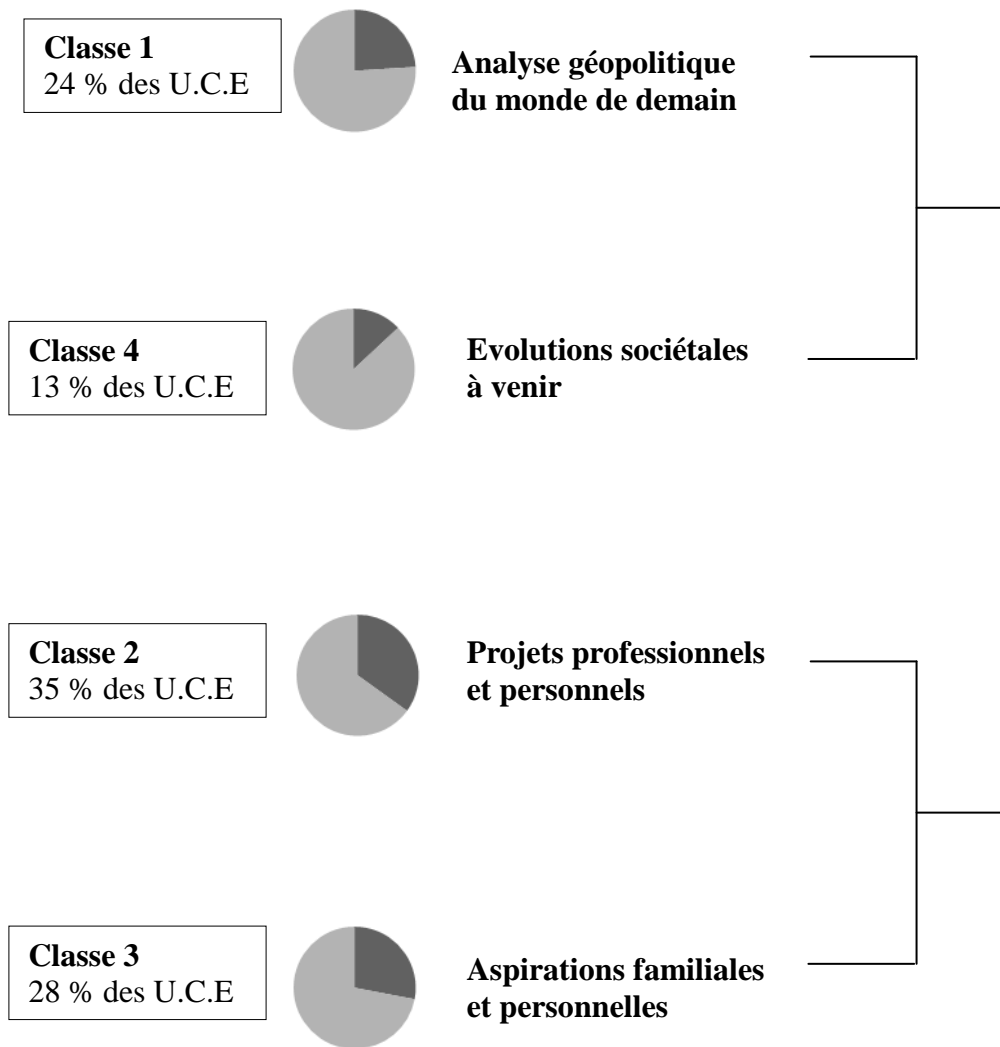 Classe 1
24 % des U.C.E
Analyse géopolitique
du monde de demain
Classe 4
13 % des U.C.E
Evolutions sociétales
à venir
Classe 2
35 % des U.C.E
Projets professionnels
et personnels
Classe 3
28 % des U.C.E
Aspirations familiales
et personnelles